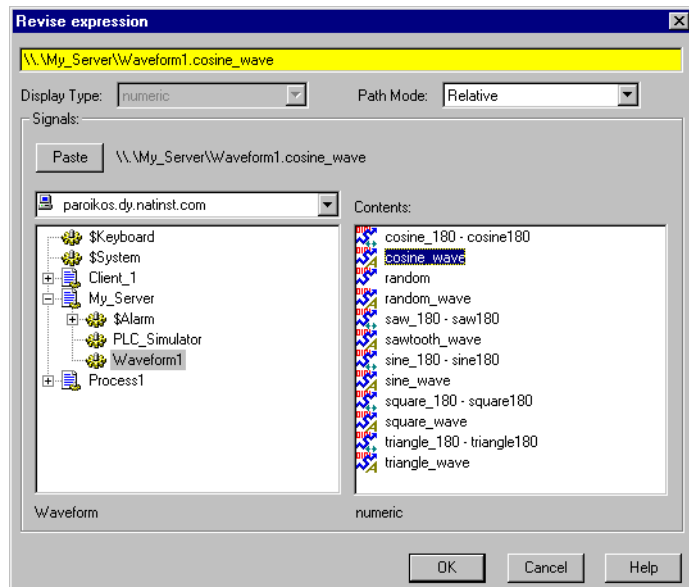 Revise expression
\\.\My_Server\Waveform1.cosine_wave
Display Type: numeric Path Mode: Relative
Signals:
Paste \\.\My_Server\Waveform1.cosine_wave
paroikos.dy.natinst.com
Contents:
$Keyboard
$System
Client_1
My_Server
$Alarm
PLC_Simulator
Waveform1
Process1
cosine_180 - cosine180
cosine_wave
random
random_wave
saw_180 - saw180
sawtooth_wave
sine_180 - sine180
sine_wave
square_180 - square180
square_wave
triangle_180 - triangle180
triangle_wave
Waveform
numeric
OK Cancel Help